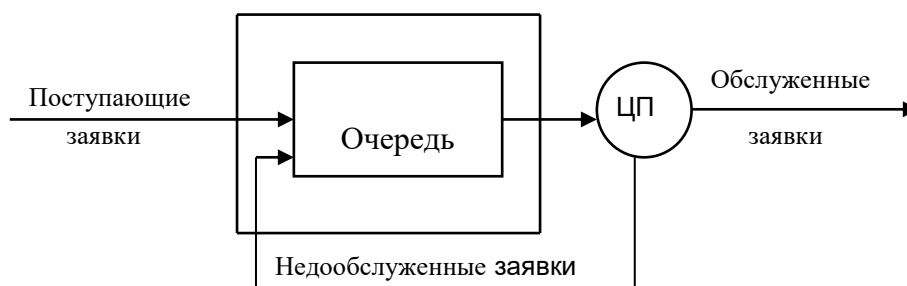 Поступающие
заявки
Очередь
ЦП
Обслуженные
заявки
Недообслуженные заявки